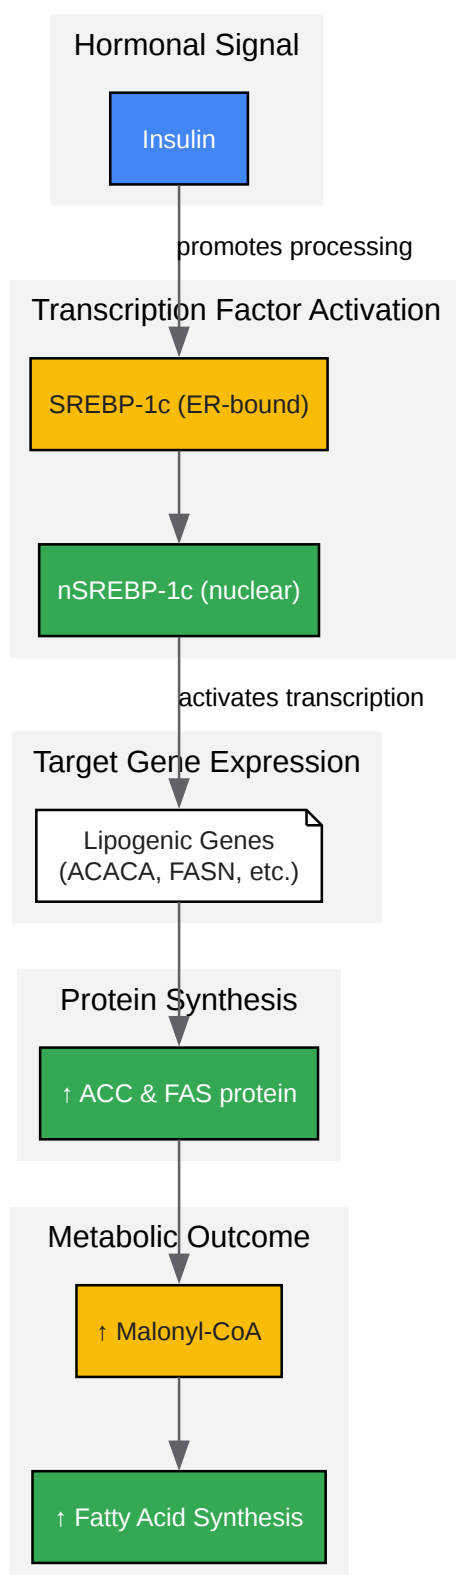 Hormonal Signal
Insulin
promotes processing
Transcription Factor Activation
SREBP-1c (ER-bound)
nSREBP-1c (nuclear)
activates transcription
Target Gene Expression
Lipogenic Genes
(ACACA, FASN, etc.)
Protein Synthesis
↑ ACC & FAS protein
Metabolic Outcome
↑ Malonyl-CoA
↑ Fatty Acid Synthesis